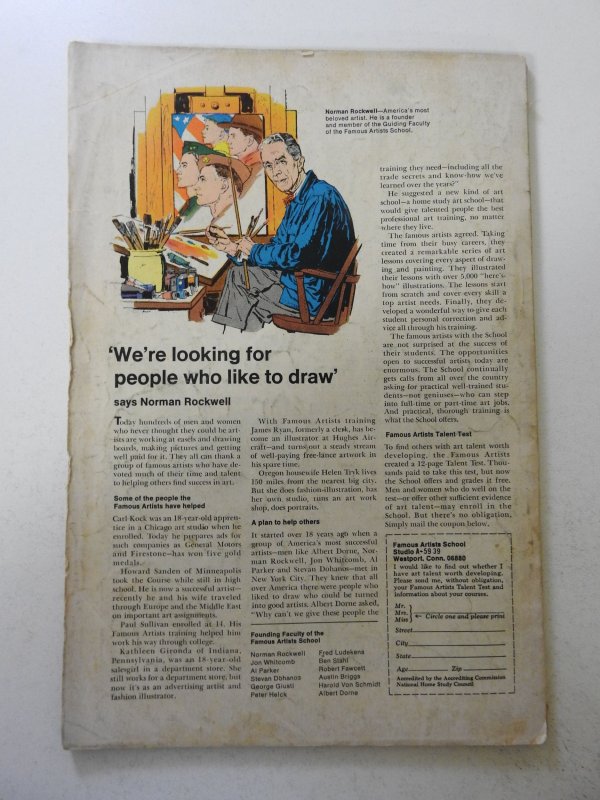 Norman Rockwell—America's most
beloved artist. He is a founder
and member of the Guiding Faculty
of the Famous Artists School.
'We're looking for
people who like to draw'
says Norman Rockwell
Today hundreds of men and women
who never thought they could be art-
ists are working at easels and drawing
boards, making pictures and getting
well paid for it. They all can thank a
group of famous artists who have de-
voted much of their time and talent
to helping others find success in art.
Some of the people the
Famous Artists have helped
Carl Kock was an 18-year-old appren-
tice in a Chicago art studio when he
enrolled. Today he prepares ads for
such companies as General Motors
and Firestone—has won five gold
medals.
Howard Sanden of Minneapolis
took the Course while still in high
school. He is now a successful artist—
recently he and his wife traveled
through Europe and the Middle East
on important art assignments.
Paul Sullivan enrolled at 14. His
Famous Artists training helped him
work his way through college.
Kathleen Gironda of Indiana,
Pennsylvania, was an 18-year-old
salesgirl in a department store. She
still works for a department store, but
now it's as an advertising artist and
fashion illustrator.
With Famous Artists training
James Ryan, formerly a clerk, has be-
come an illustrator at Hughes Air-
craft—and turns out a steady stream
of well-paying free-lance artwork in
his spare time.
Oregon housewife Helen Tryk lives
150 miles from the nearest big city.
But she does fashion-illustration, has
her own studio, runs an art work
shop, does portraits.
A plan to help others
It started over 18 years ago when a
group of America's most successful
artists—men like Albert Dorne, Nor-
man Rockwell, Jon Whitcomb, Al
Parker and Stevan Dohanos—met in
New York City. They knew that all
over America there were people who
liked to draw who could be turned
into good artists. Albert Dorne asked,
"Why can't we give these people the
Founding Faculty of the
Famous Artists School
Norman Rockwell
Jon Whitcomb
Al Parker
Stevan Dohanos
George Giusti
Peter Helck
Fred Ludekens
Ben Stahl
Robert Fawcett
Austin Briggs
Harold Von Schmidt
Albert Dorne
training they need—including all the
trade secrets and know-how we've
learned over the years?"
He suggested a new kind of art
school—a home study art school—that
would give talented people the best
professional art training, no matter
where they live.
The famous artists agreed. Taking
time from their busy careers, they
created a remarkable series of art
lessons covering every aspect of draw-
ing and painting. They illustrated
their lessons with over 5,000 "here's-
how" illustrations. The lessons start
from scratch and cover every skill a
top artist needs. Finally, they de-
veloped a wonderful way to give each
student personal correction and ad-
vice all through his training.
The famous artists with the School
are not surprised at the success of
their students. The opportunities
open to successful artists today are
enormous. The School continually
gets calls from all over the country
asking for practical well-trained stu-
dents—not geniuses—who can step
into full-time or part-time art jobs.
And practical, thorough training is
what the School offers.
Famous Artists Talent Test
To find others with art talent worth
developing, the Famous Artists
created a 12-page Talent Test. Thou-
sands paid to take this test, but now
the School offers and grades it free.
Men and women who do well on the
test—or offer other sufficient evidence
of art talent—may enroll in the
School. But there's no obligation.
Simply mail the coupon below.
Famous Artists School
Studio A-5939
Westport, Conn. 06880
I would like to find out whether I
have art talent worth developing.
Please send me, without obligation,
your Famous Artists Talent Test and
information about your courses.
Mr.
Mrs.
Miss
Circle one and please print
Street
City
State
Age Zip
Accredited by the Accrediting Commission
National Home Study Council